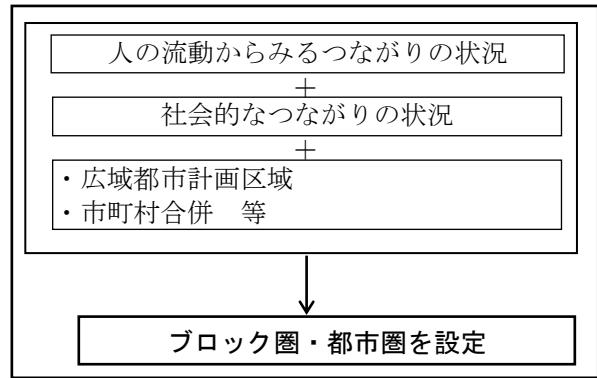 人の流動からみるつながりの状況
＋
社会的なつながりの状況
＋
・広域都市計画区域
・市町村合併　等
ブロック圏・都市圏を設定